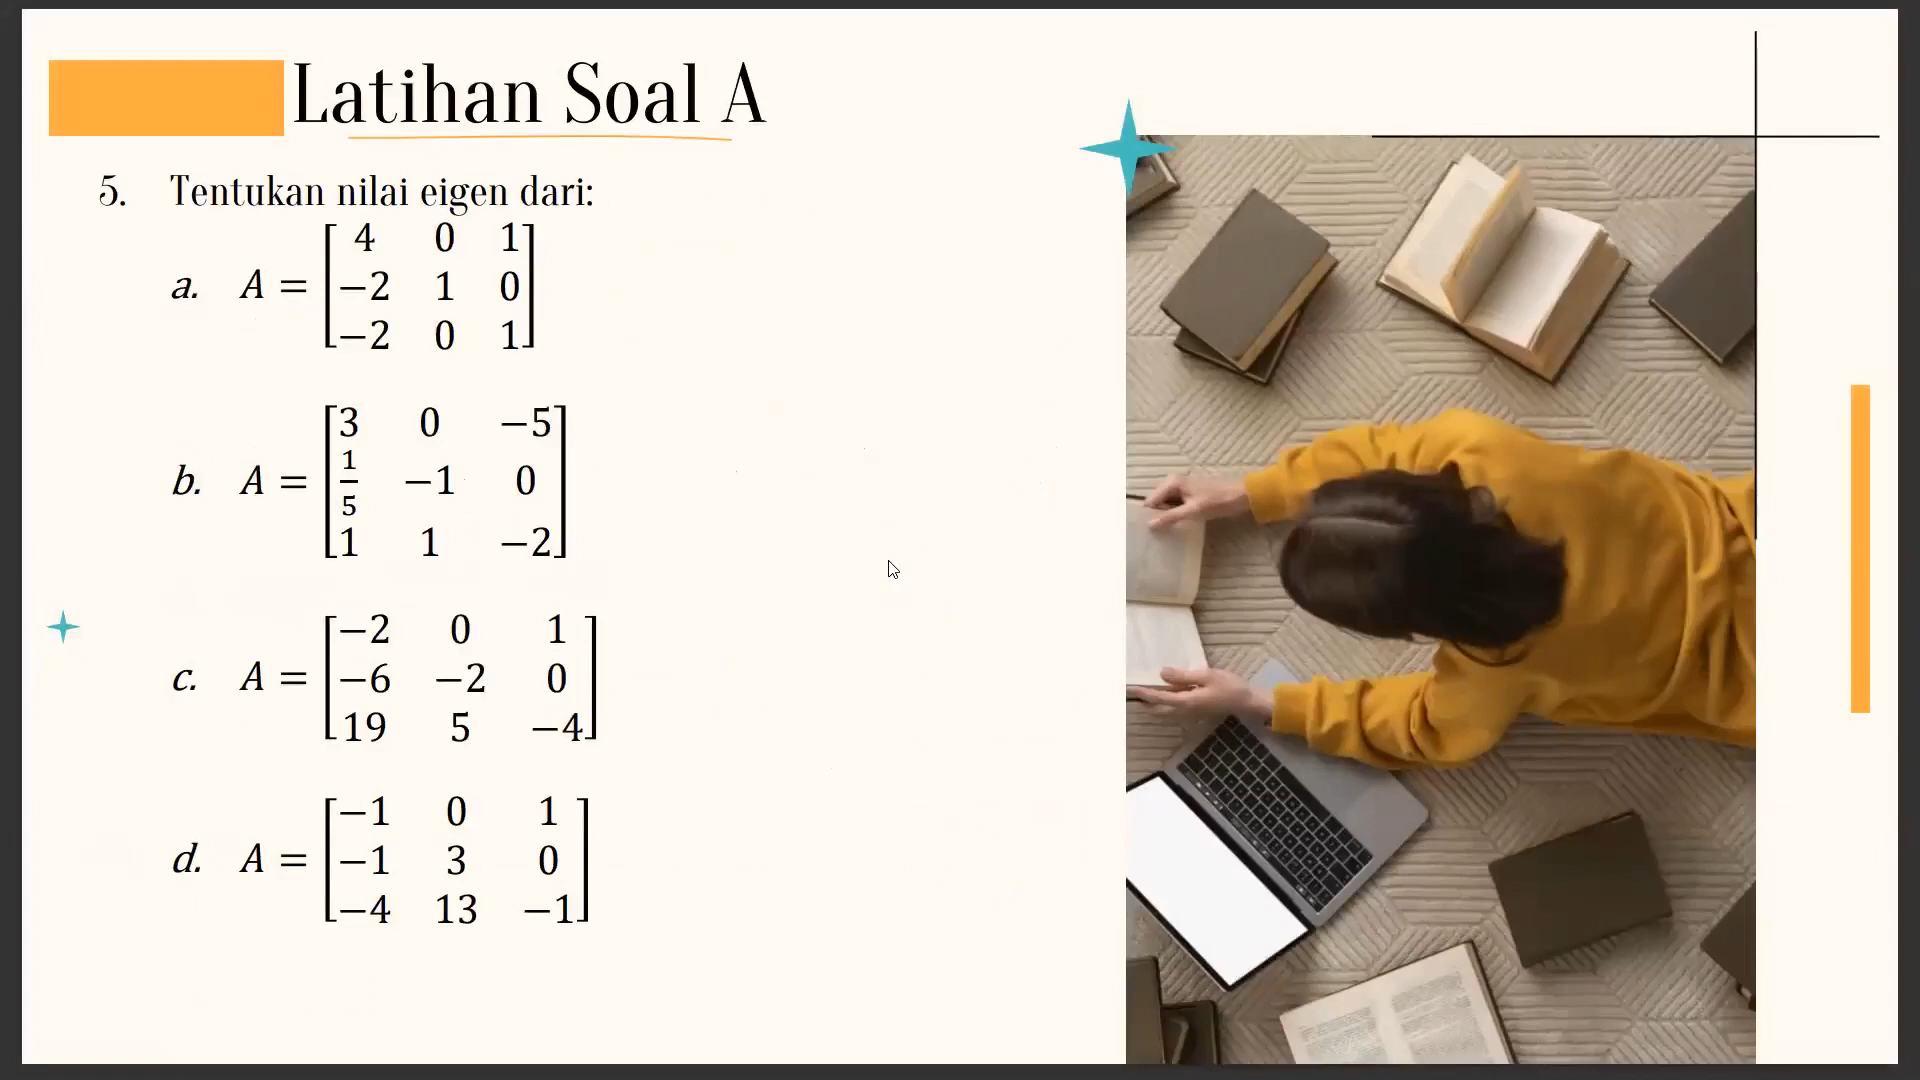 Latihan Soal A
5. Tentukan nilai eigen dari:
4 0 1
a. A = −2 1 0
−2 0 1
3 0 −5
b. A = 1/5 −1 0
1 1 −2
−2 0 1
c. A = −6 −2 0
19 5 −4
−1 0 1
d. A = −1 3 0
−4 13 −1